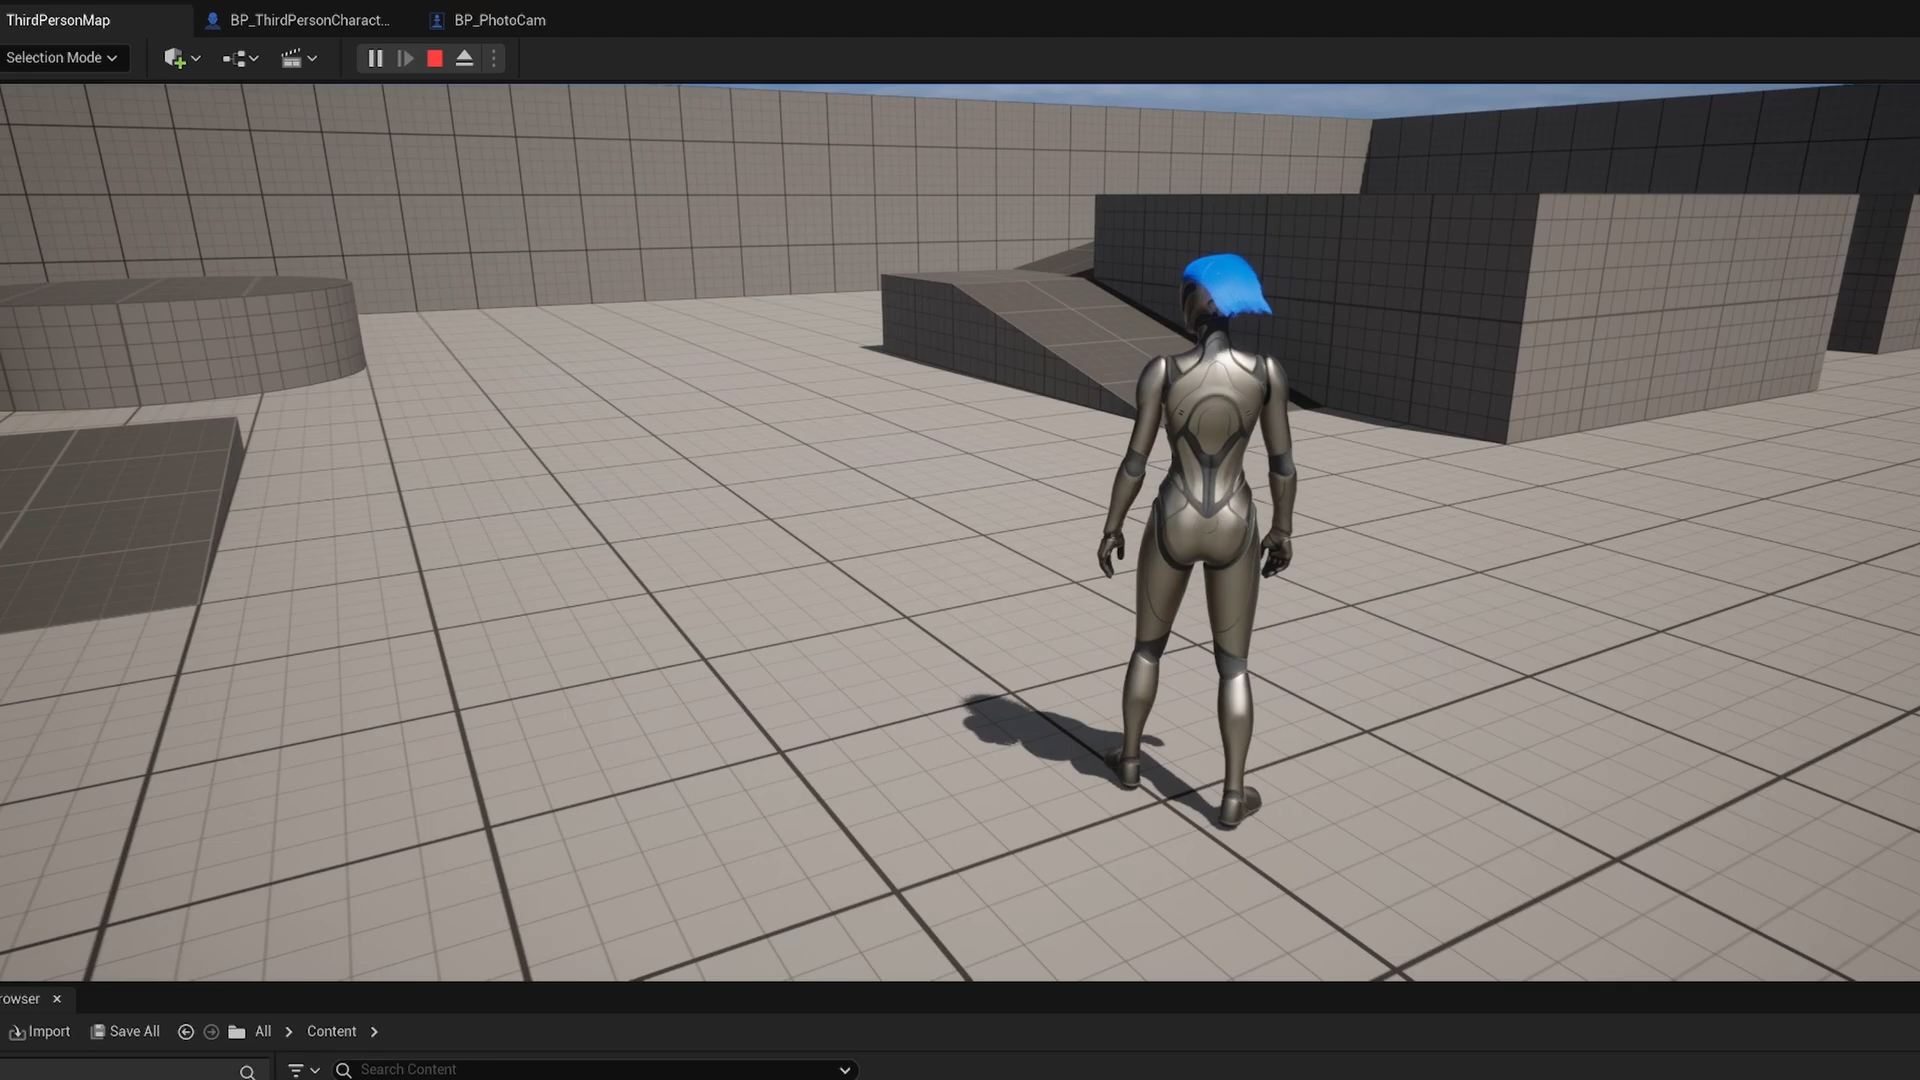 ThirdPersonMap
BP_ThirdPersonCharact...
BP_PhotoCam
Selection Mode
rowser
Import
Save All
All
Content
Search Content